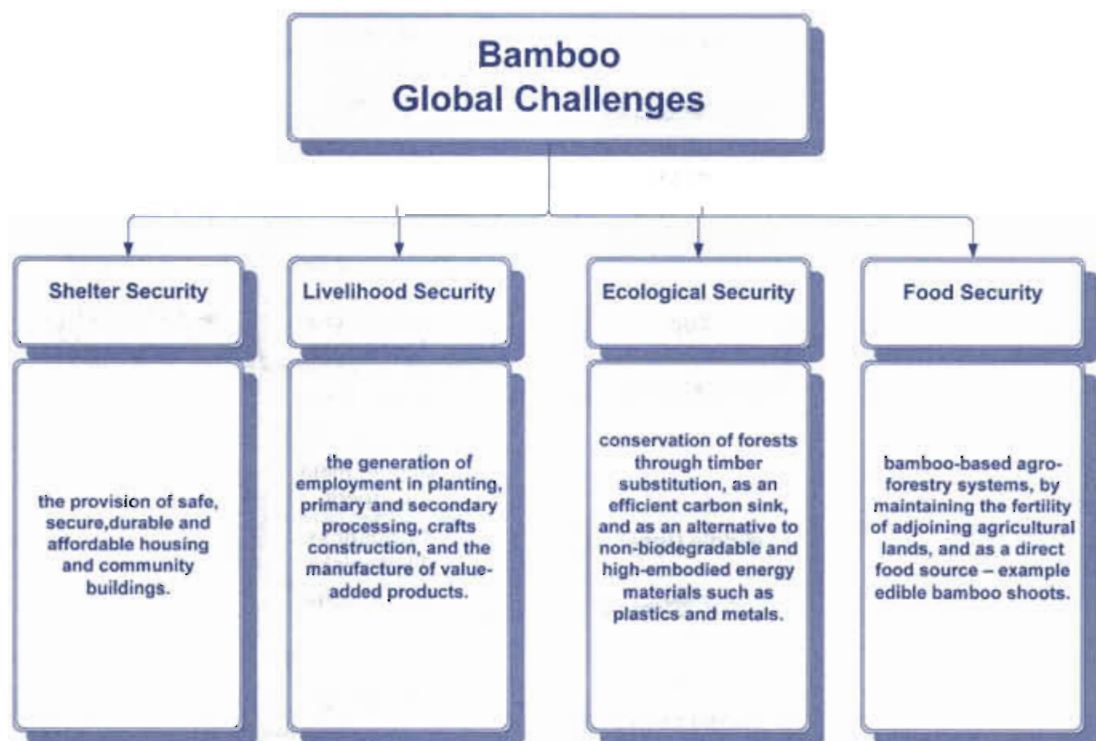 Bamboo
Global Challenges
Shelter Security
the provision of safe,
secure,durable and
affordable housing
and community
buildings.
Livelihood Security
the generation of
employment in planting,
primary and secondary
processing, crafts
construction, and the
manufacture of value-
added products.
Ecological Security
conservation of forests
through timber
substitution, as an
efficient carbon sink,
and as an alternative to
non-biodegradable and
high-embodied energy
materials such as
plastics and metals.
Food Security
bamboo-based agro-
forestry systems, by
maintaining the fertility
of adjoining agricultural
lands, and as a direct
food source – example
edible bamboo shoots.